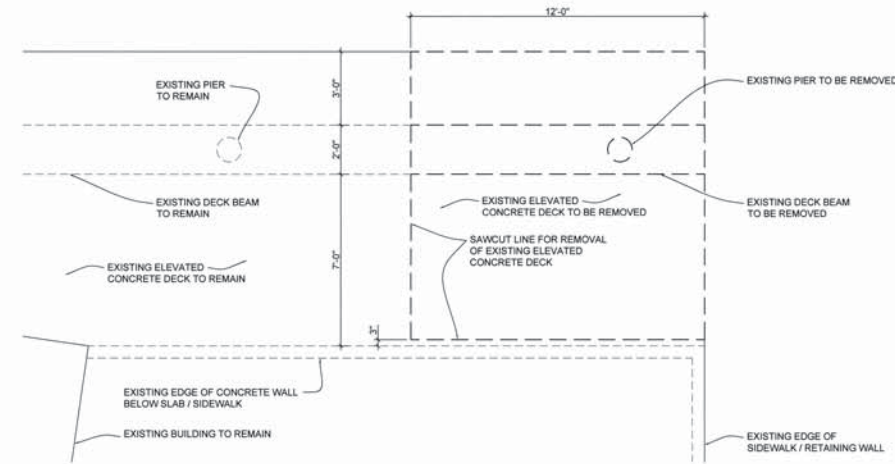 12'-0"
EXISTING PIER
TO REMAIN
3'-0"
EXISTING PIER TO BE REMOVED
2'-0"
EXISTING DECK BEAM
TO REMAIN
EXISTING ELEVATED
CONCRETE DECK TO BE REMOVED
EXISTING DECK BEAM
TO BE REMOVED
SAWCUT LINE FOR REMOVAL
OF EXISTING ELEVATED
CONCRETE DECK
7'-0"
EXISTING ELEVATED
CONCRETE DECK TO REMAIN
3"
EXISTING EDGE OF CONCRETE WALL
BELOW SLAB / SIDEWALK
EXISTING BUILDING TO REMAIN
EXISTING EDGE OF
SIDEWALK / RETAINING WALL